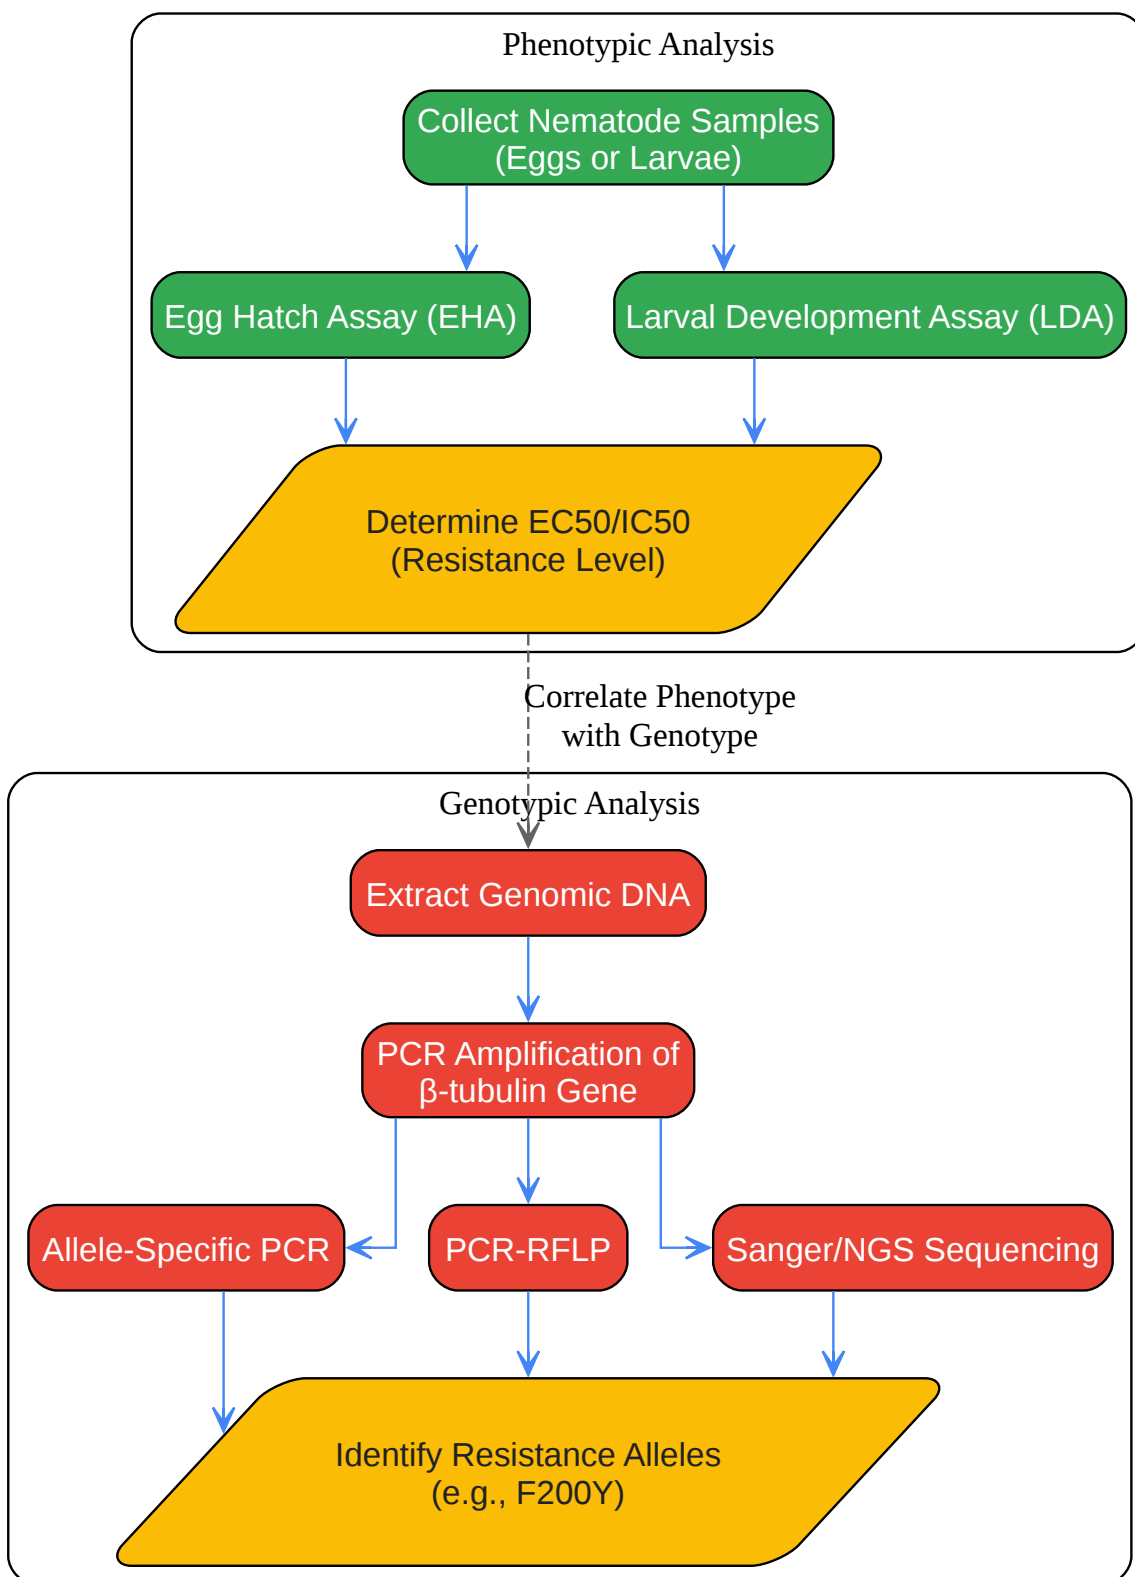 Phenotypic Analysis
Collect Nematode Samples
(Eggs or Larvae)
Egg Hatch Assay (EHA)
Larval Development Assay (LDA)
Determine EC50/IC50
(Resistance Level)
Correlate Phenotype
with Genotype
Genotypic Analysis
Extract Genomic DNA
PCR Amplification of
β-tubulin Gene
Allele-Specific PCR
PCR-RFLP
Sanger/NGS Sequencing
Identify Resistance Alleles
(e.g., F200Y)